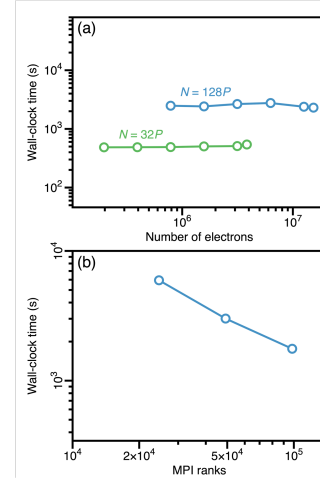 (a)
10⁴
10³
10²
Wall-clock time (s)
N = 128P
N = 32P
10⁶
10⁷
Number of electrons
(b)
10⁴
10³
Wall-clock time (s)
10⁴
2×10⁴
5×10⁴
10⁵
MPI ranks